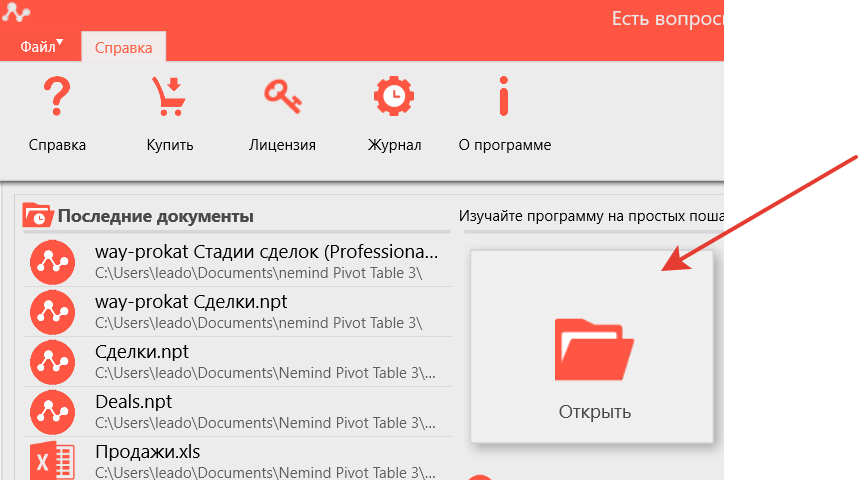 Есть вопрос
Файл
Справка
Справка
Купить
Лицензия
Журнал
О программе
Последние документы
Изучайте программу на простых поша
way-prokat Стадии сделок (Professiona...
C:\Users\leado\Documents\nemind Pivot Table 3\
way-prokat Сделки.npt
C:\Users\leado\Documents\nemind Pivot Table 3\
Сделки.npt
C:\Users\leado\Documents\Nemind Pivot Table 3\...
Deals.npt
C:\Users\leado\Documents\Nemind Pivot Table 3\...
Продажи.xls
C:\Users\leado\Documents\Nemind Pivot Table 3\...
Открыть